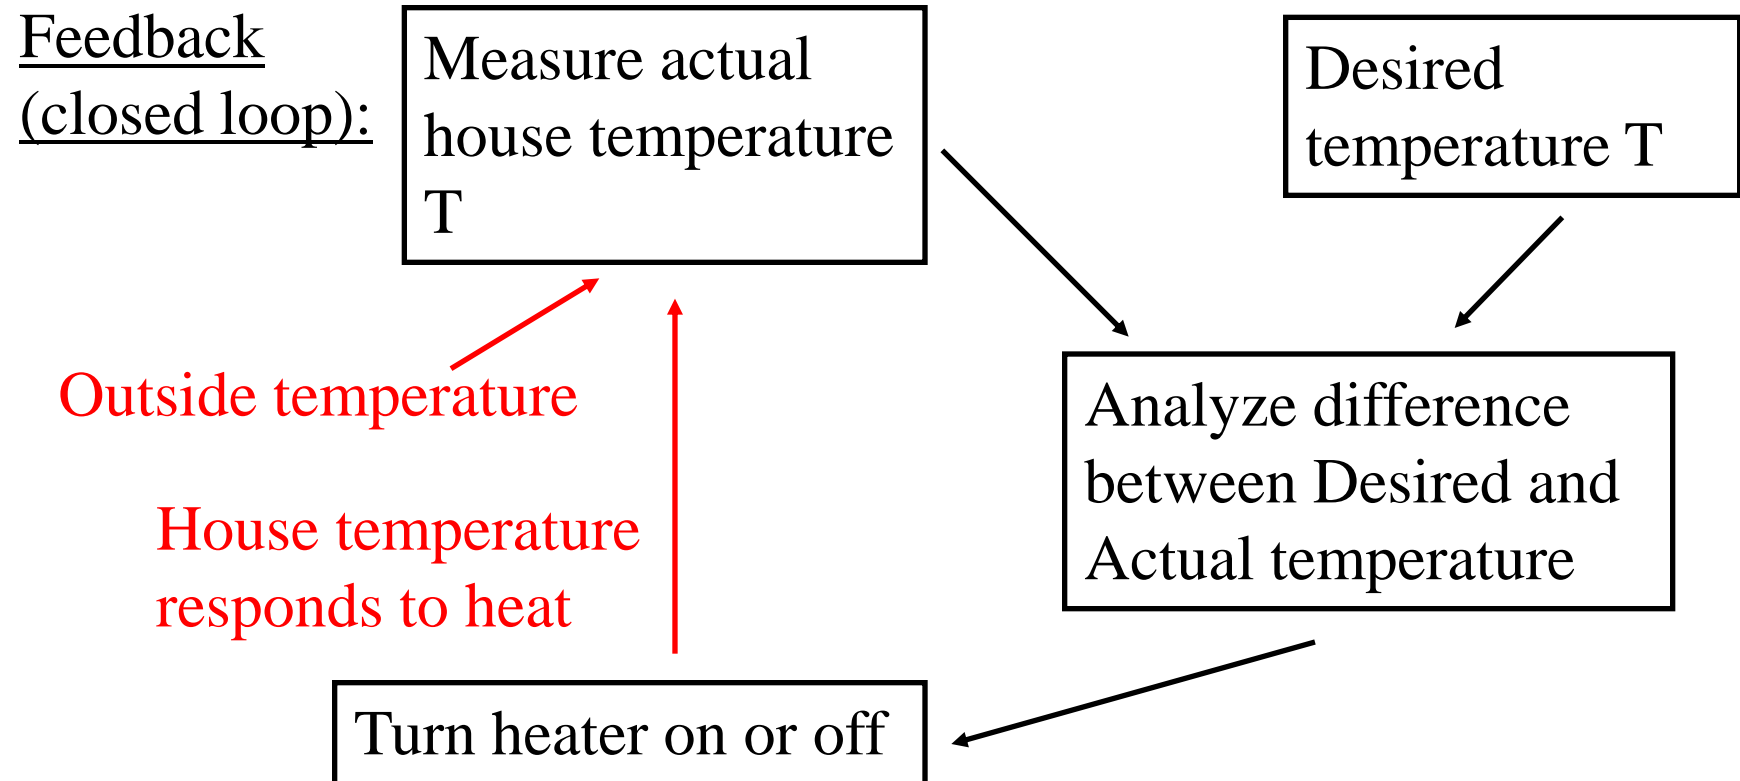 Feedback
(closed loop):
Measure actual
house temperature
T
Desired
temperature T
Outside temperature
Analyze difference
between Desired and
Actual temperature
House temperature
responds to heat
Turn heater on or off